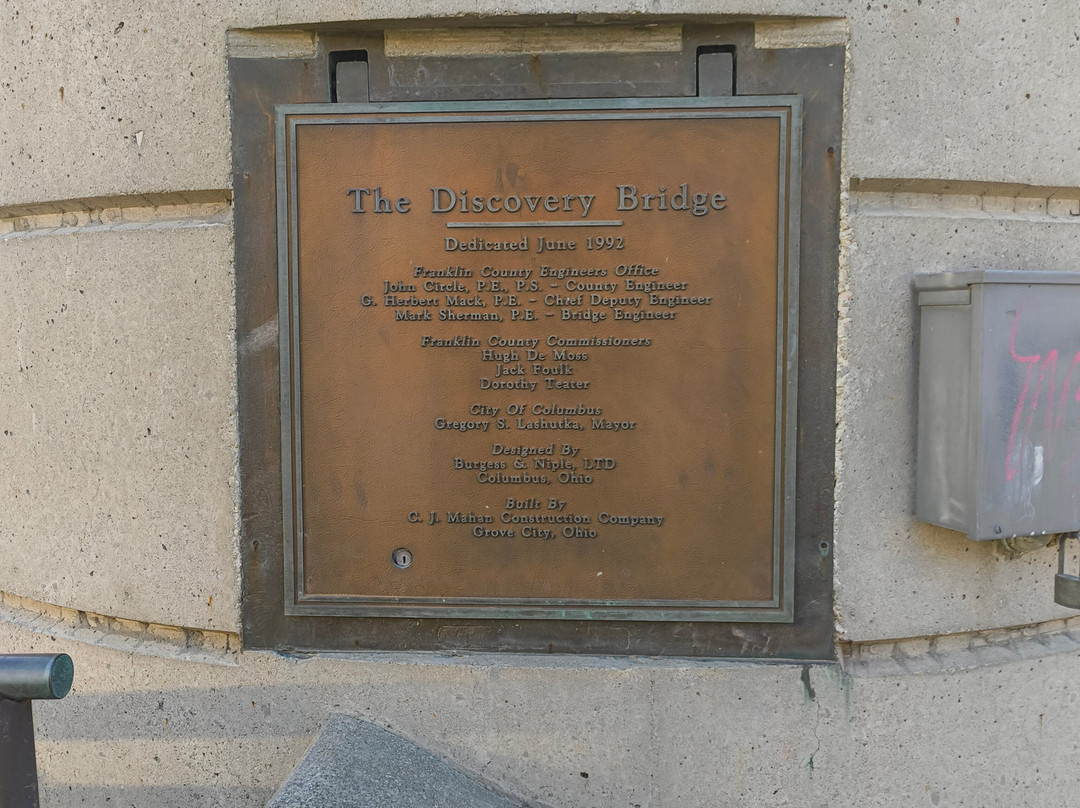 The Discovery Bridge
Dedicated June 1992
Franklin County Engineers Office
John Circle, P.E., P.S. – County Engineer
G. Herbert Mack, P.E. – Chief Deputy Engineer
Mark Sherman, P.E. – Bridge Engineer
Franklin County Commissioners
Hugh De Moss
Jack Foulk
Dorothy Teater
City Of Columbus
Gregory S. Lashutka, Mayor
Designed By
Burgess & Niple, LTD
Columbus, Ohio
Built By
C. J. Mahan Construction Company
Grove City, Ohio